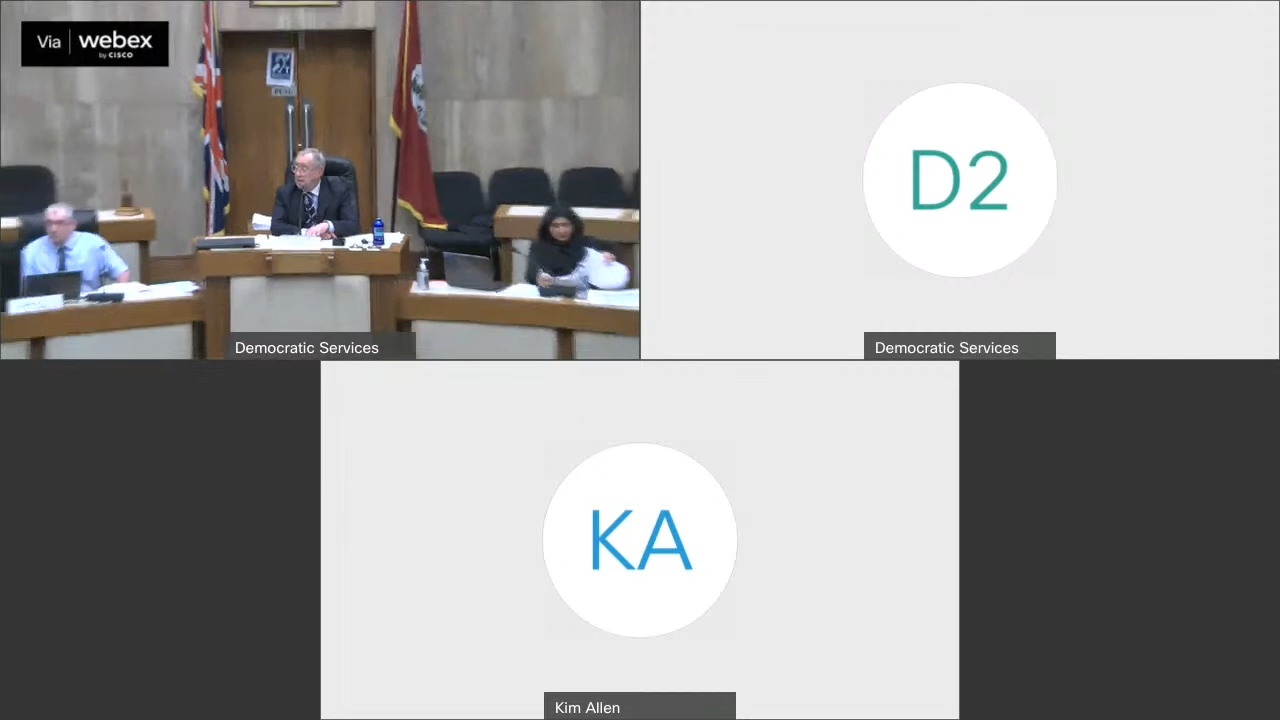 Via webex
by CISCO
Democratic Services
D2
Democratic Services
KA
Kim Allen